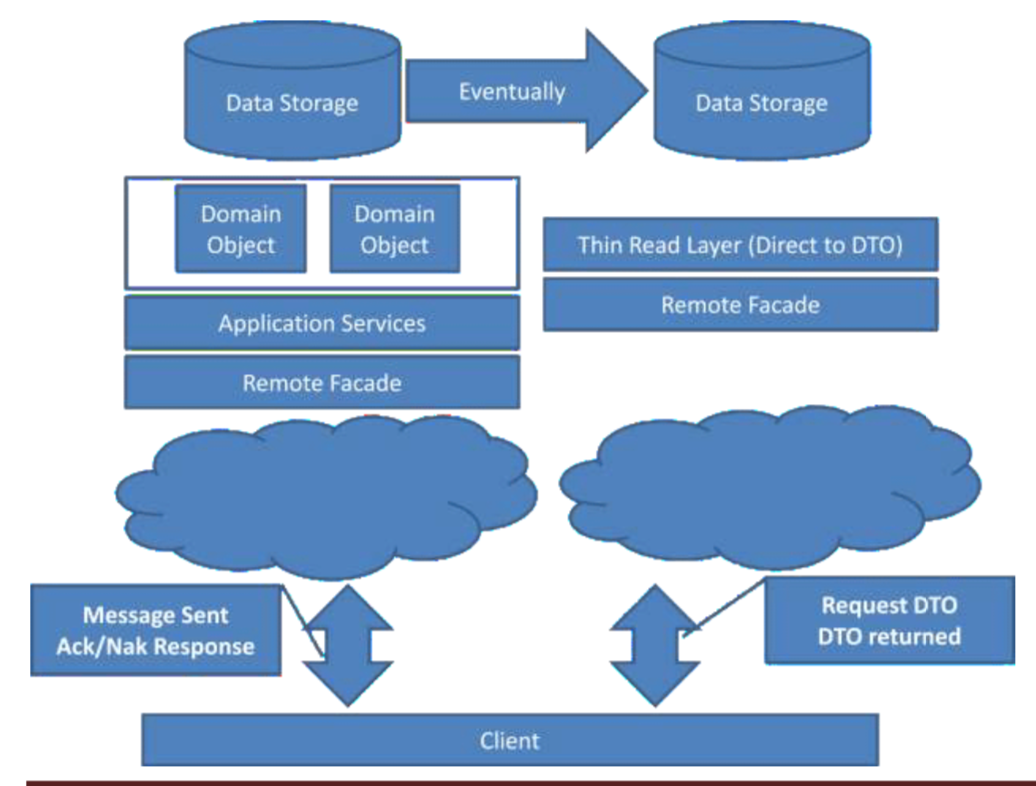 Data Storage
Eventually
Data Storage
Domain
Object
Domain
Object
Thin Read Layer (Direct to DTO)
Application Services
Remote Facade
Remote Facade
Message Sent
Ack/Nak Response
Request DTO
DTO returned
Client